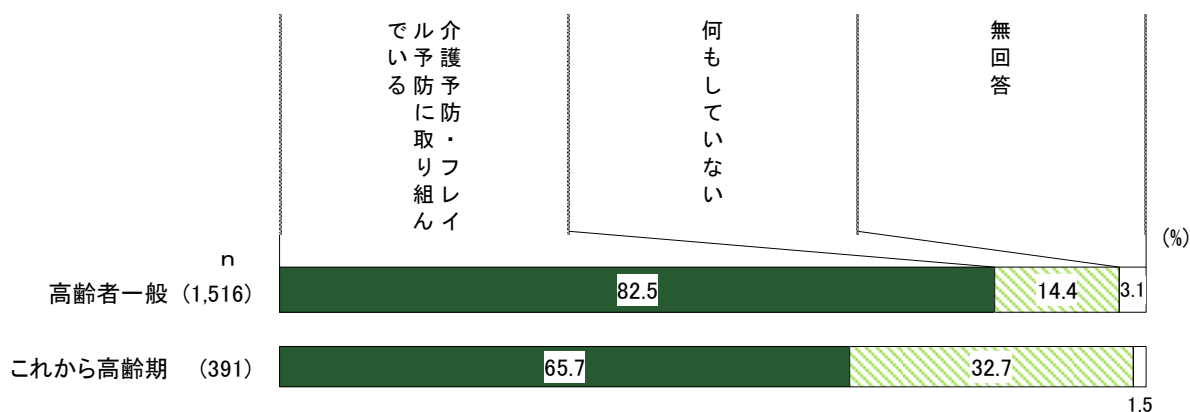 介護予防・フレイ
ル予防に取り組ん
でいる
何もしていない
無回答
(%)
n
高齢者一般 (1,516)
82.5
14.4
3.1
これから高齢期 (391)
65.7
32.7
1.5